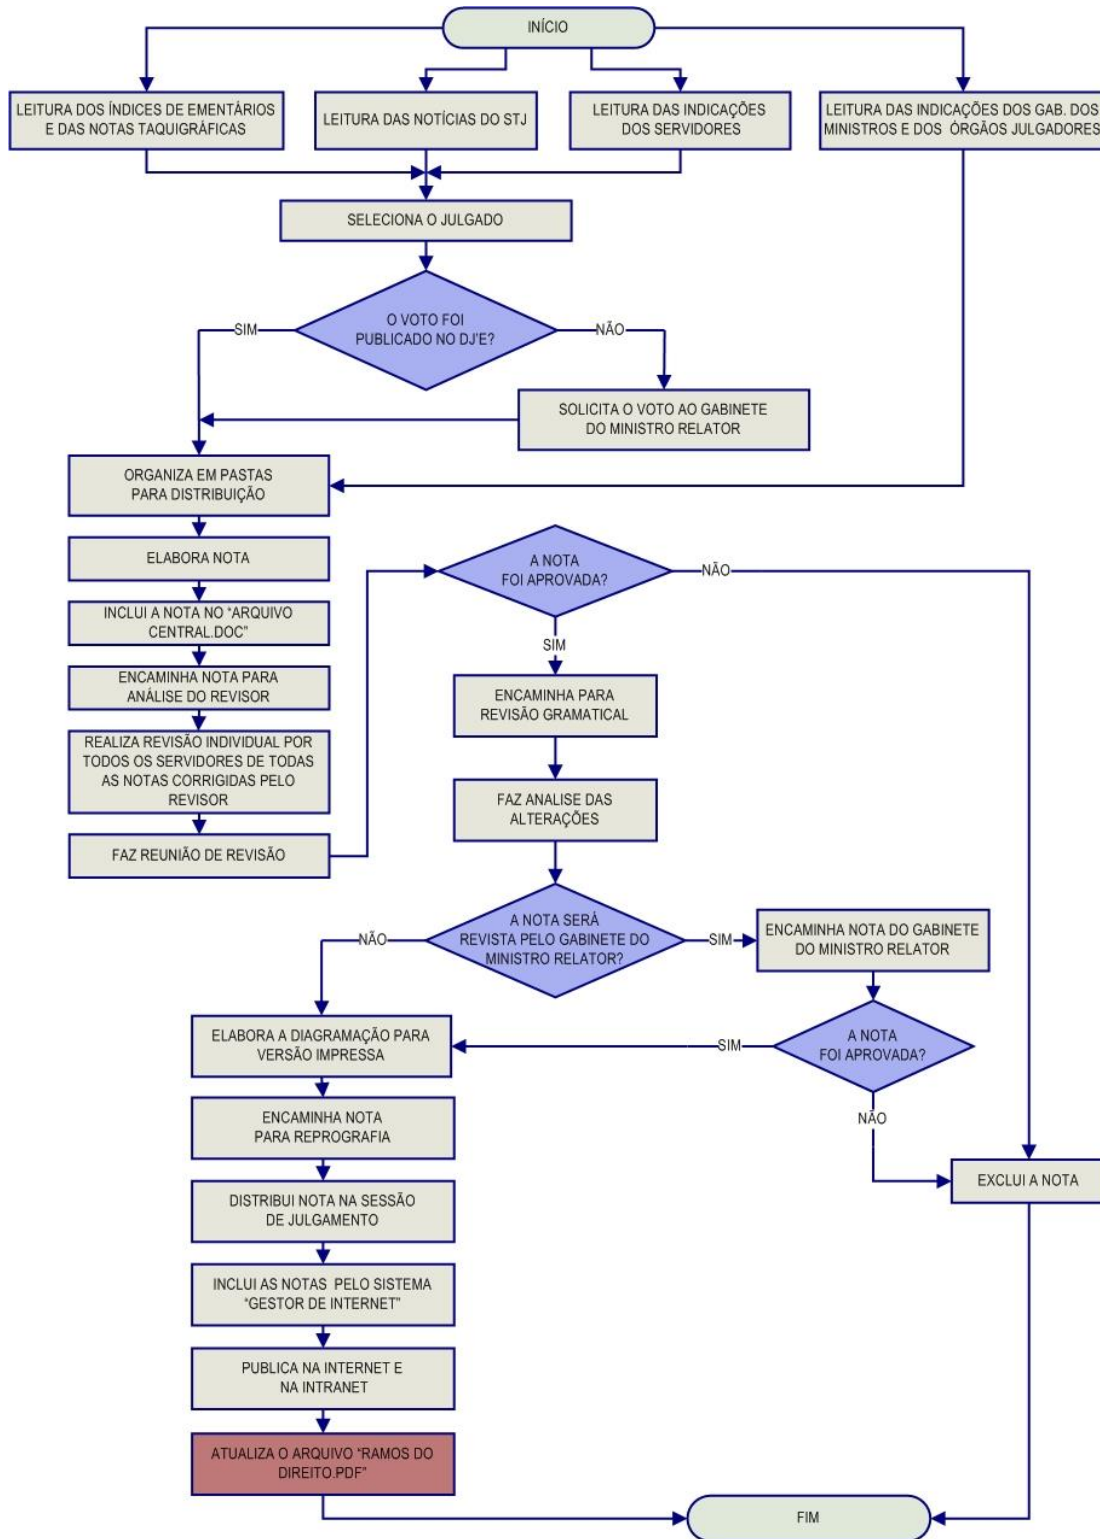 INÍCIO
LEITURA DOS ÍNDICES DE EMENTÁRIOS
E DAS NOTAS TAQUIGRÁFICAS
LEITURA DAS NOTÍCIAS DO STJ
LEITURA DAS INDICAÇÕES
DOS SERVIDORES
LEITURA DAS INDICAÇÕES DOS GAB. DOS
MINISTROS E DOS ÓRGÃOS JULGADORES
SELECIONA O JULGADO
O VOTO FOI
PUBLICADO NO DJ'E?
SIM
NÃO
SOLICITA O VOTO AO GABINETE
DO MINISTRO RELATOR
ORGANIZA EM PASTAS
PARA DISTRIBUIÇÃO
ELABORA NOTA
INCLUI A NOTA NO “ARQUIVO
CENTRAL.DOC”
ENCAMINHA NOTA PARA
ANÁLISE DO REVISOR
REALIZA REVISÃO INDIVIDUAL POR
TODOS OS SERVIDORES DE TODAS
AS NOTAS CORRIGIDAS PELO
REVISOR
FAZ REUNIÃO DE REVISÃO
A NOTA
FOI APROVADA?
NÃO
SIM
ENCAMINHA PARA
REVISÃO GRAMATICAL
FAZ ANALISE DAS
ALTERAÇÕES
A NOTA SERÁ
REVISTA PELO GABINETE DO
MINISTRO RELATOR?
NÃO
SIM
ENCAMINHA NOTA DO GABINETE
DO MINISTRO RELATOR
A NOTA
FOI APROVADA?
SIM
NÃO
ELABORA A DIAGRAMAÇÃO PARA
VERSÃO IMPRESSA
ENCAMINHA NOTA
PARA REPROGRAFIA
EXCLUI A NOTA
DISTRIBUI NOTA NA SESSÃO
DE JULGAMENTO
INCLUI AS NOTAS PELO SISTEMA
“GESTOR DE INTERNET”
PUBLICA NA INTERNET E
NA INTRANET
ATUALIZA O ARQUIVO “RAMOS DO
DIREITO.PDF”
FIM